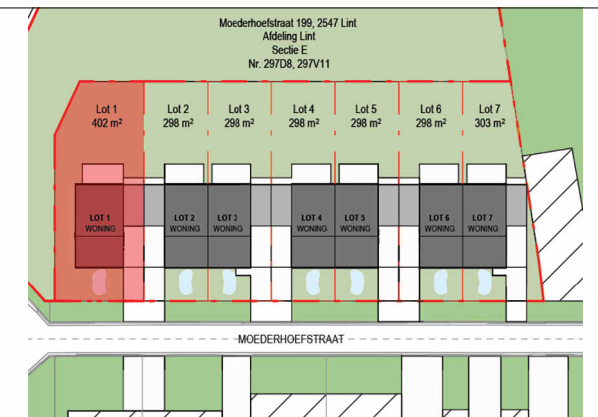 Moederhoefstraat 199, 2547 Lint
Afdeling Lint
Sectie E
Nr. 297D8, 297V11
Lot 1
402 m²
Lot 2
298 m²
Lot 3
298 m²
Lot 4
298 m²
Lot 5
298 m²
Lot 6
298 m²
Lot 7
303 m²
LOT 1
WONING
LOT 2
WONING
LOT 3
WONING
LOT 4
WONING
LOT 5
WONING
LOT 6
WONING
LOT 7
WONING
MOEDERHOEFSTRAAT